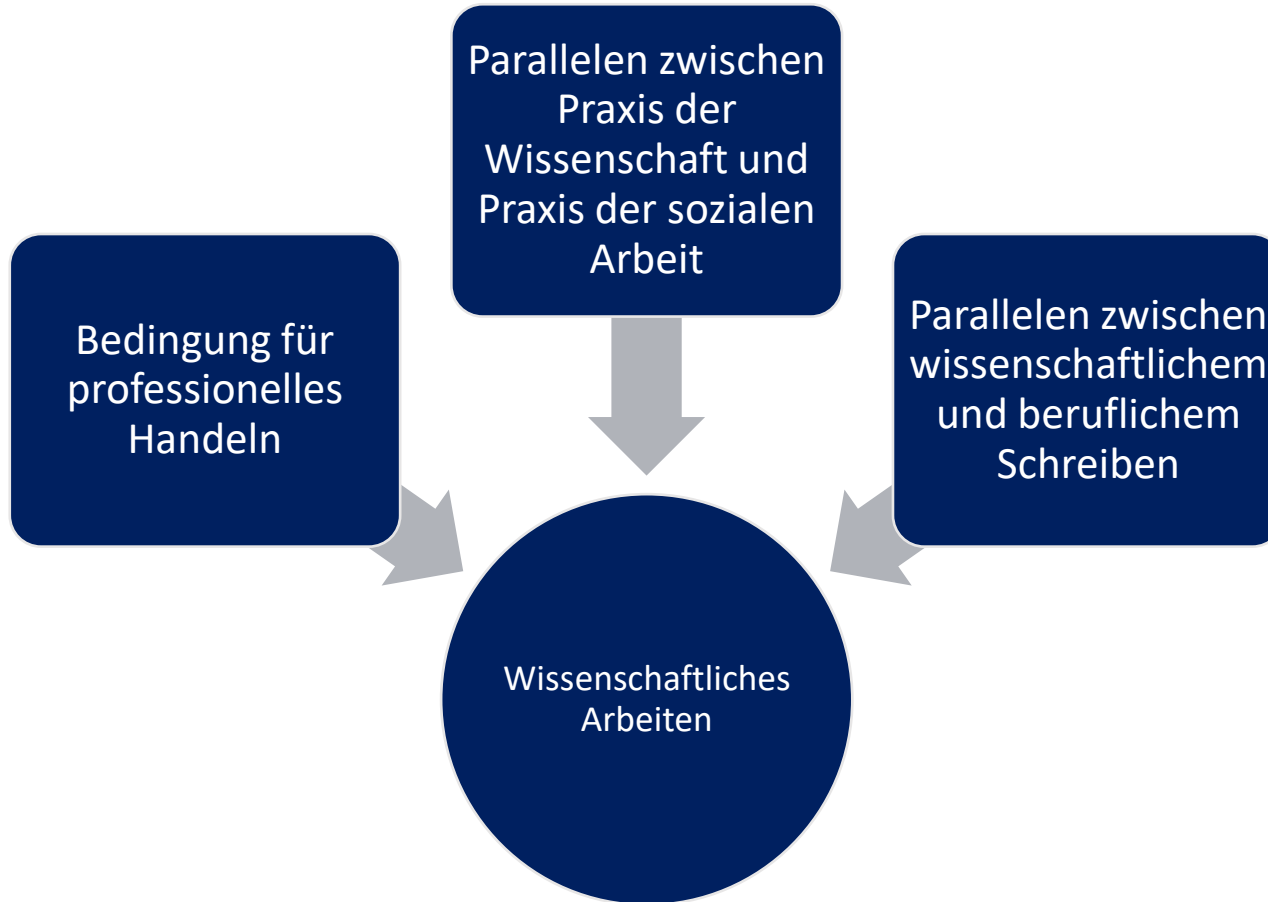 Parallelen zwischen
Praxis der
Wissenschaft und
Praxis der sozialen
Arbeit
Bedingung für
professionelles
Handeln
Parallelen zwischen
wissenschaftlichem
und beruflichem
Schreiben
Wissenschaftliches
Arbeiten